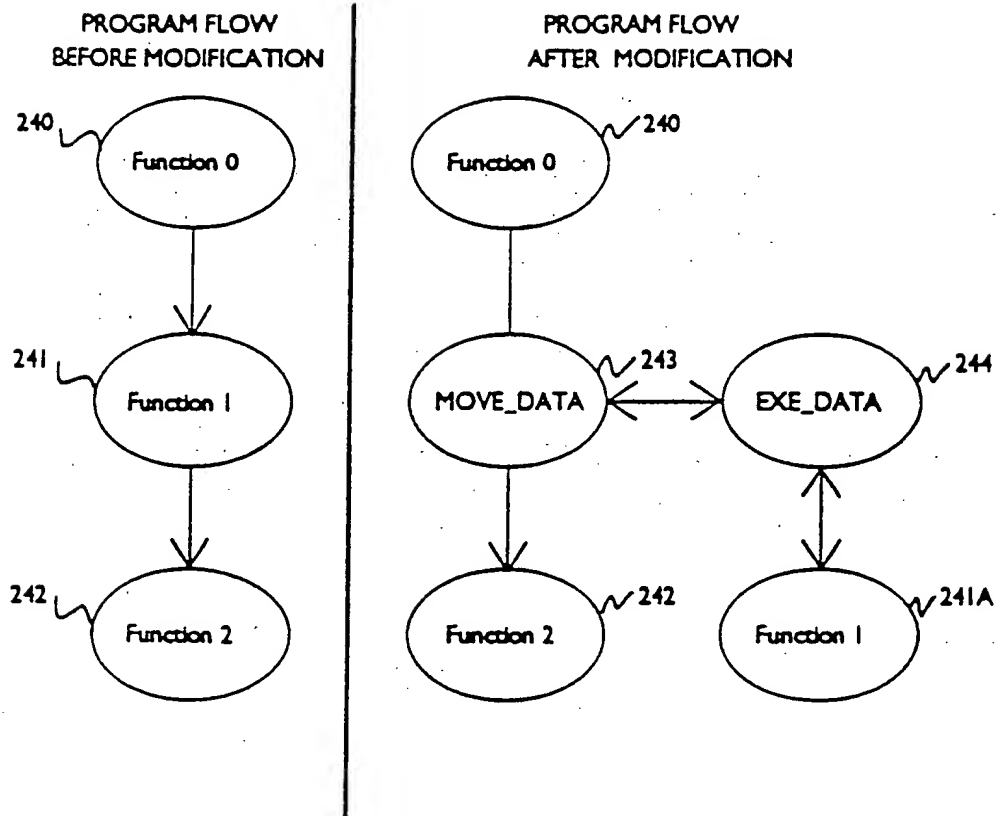 PROGRAM FLOW
BEFORE MODIFICATION
240
Function 0
241
Function 1
242
Function 2
PROGRAM FLOW
AFTER MODIFICATION
240
Function 0
243
MOVE_DATA
244
EXE_DATA
242
Function 2
241A
Function 1